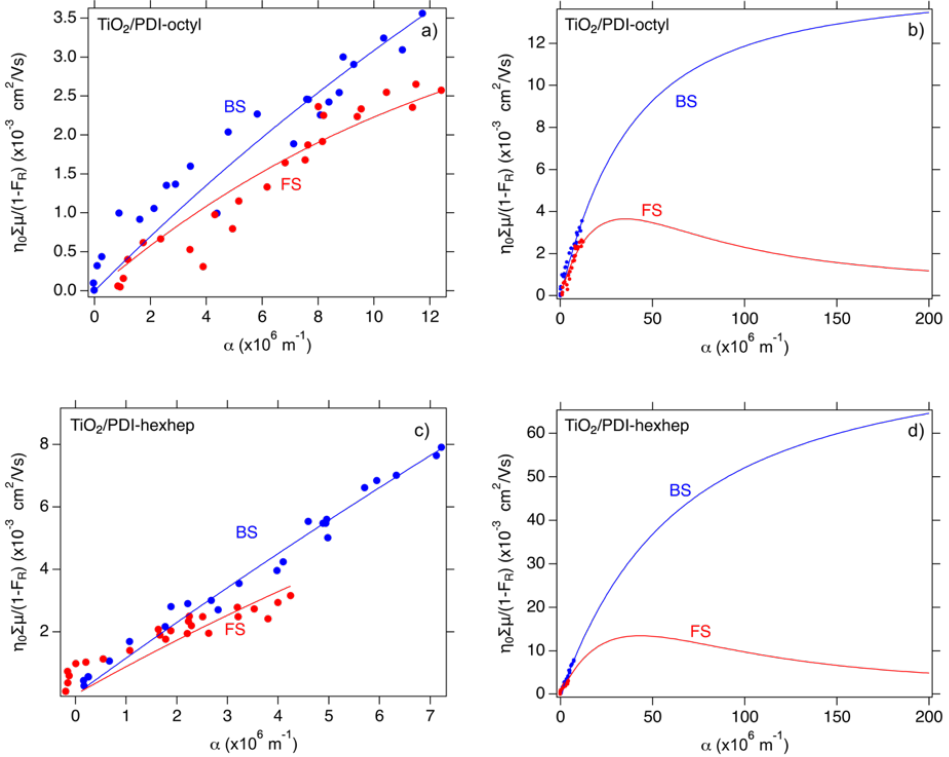 TiO₂/PDI-octyl
a)
BS
FS
3.5
3.0
2.5
2.0
1.5
1.0
0.5
0.0
0
2
4
6
8
10
12
η₀Σμ/(1-F_R) (x10⁻³ cm²/Vs)
α (x10⁶ m⁻¹)
TiO₂/PDI-octyl
b)
BS
FS
12
10
8
6
4
2
0
0
50
100
150
200
η₀Σμ/(1-F_R) (x10⁻³ cm²/Vs)
α (x10⁶ m⁻¹)
TiO₂/PDI-hexhep
c)
BS
FS
8
6
4
2
0
1
2
3
4
5
6
7
η₀Σμ/(1-F_R) (x10⁻³ cm²/Vs)
α (x10⁶ m⁻¹)
TiO₂/PDI-hexhep
d)
BS
FS
60
50
40
30
20
10
0
0
50
100
150
200
η₀Σμ/(1-F_R) (x10⁻³ cm²/Vs)
α (x10⁶ m⁻¹)